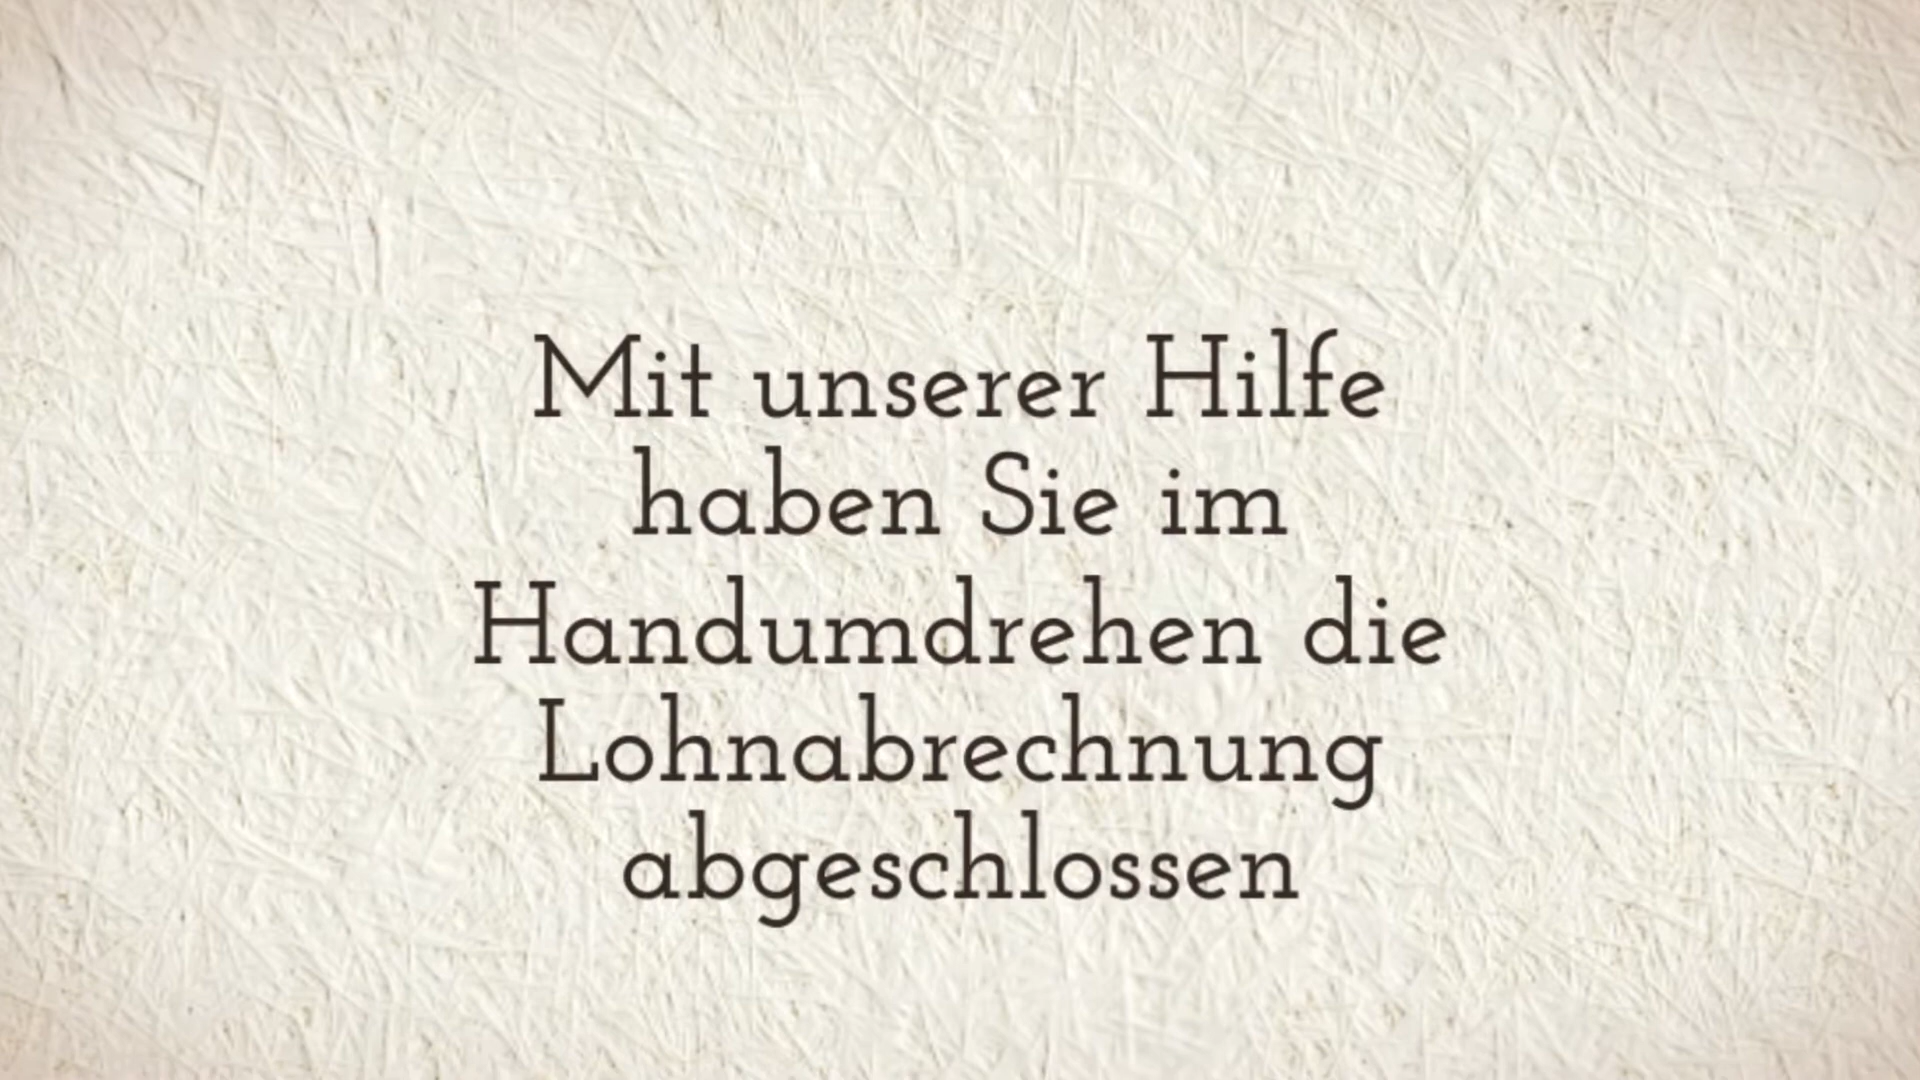 Mit unserer Hilfe
haben Sie im
Handumdrehen die
Lohnabrechnung
abgeschlossen